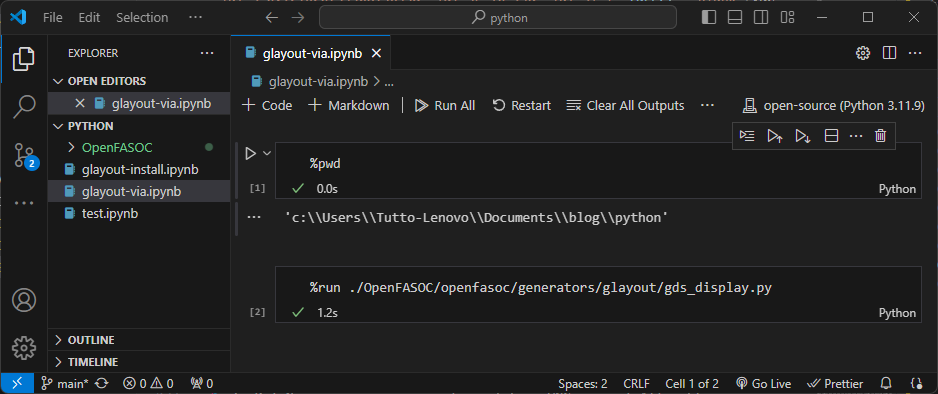 File Edit Selection ... python
EXPLORER ...
OPEN EDITORS
glayout-via.ipynb
PYTHON
OpenFASOC
glayout-install.ipynb
glayout-via.ipynb
test.ipynb
OUTLINE
TIMELINE
2
glayout-via.ipynb
glayout-via.ipynb > ...
+ Code + Markdown Run All Restart Clear All Outputs ... open-source (Python 3.11.9)
%pwd
[1] 0.0s Python
... 'c:\\Users\\Tutto-Lenovo\\Documents\\blog\\python'
%run ./OpenFASOC/openfasoc/generators/glayout/gds_display.py
[2] 1.2s Python
main* 0 0 0 Spaces: 2 CRLF Cell 1 of 2 Go Live Prettier